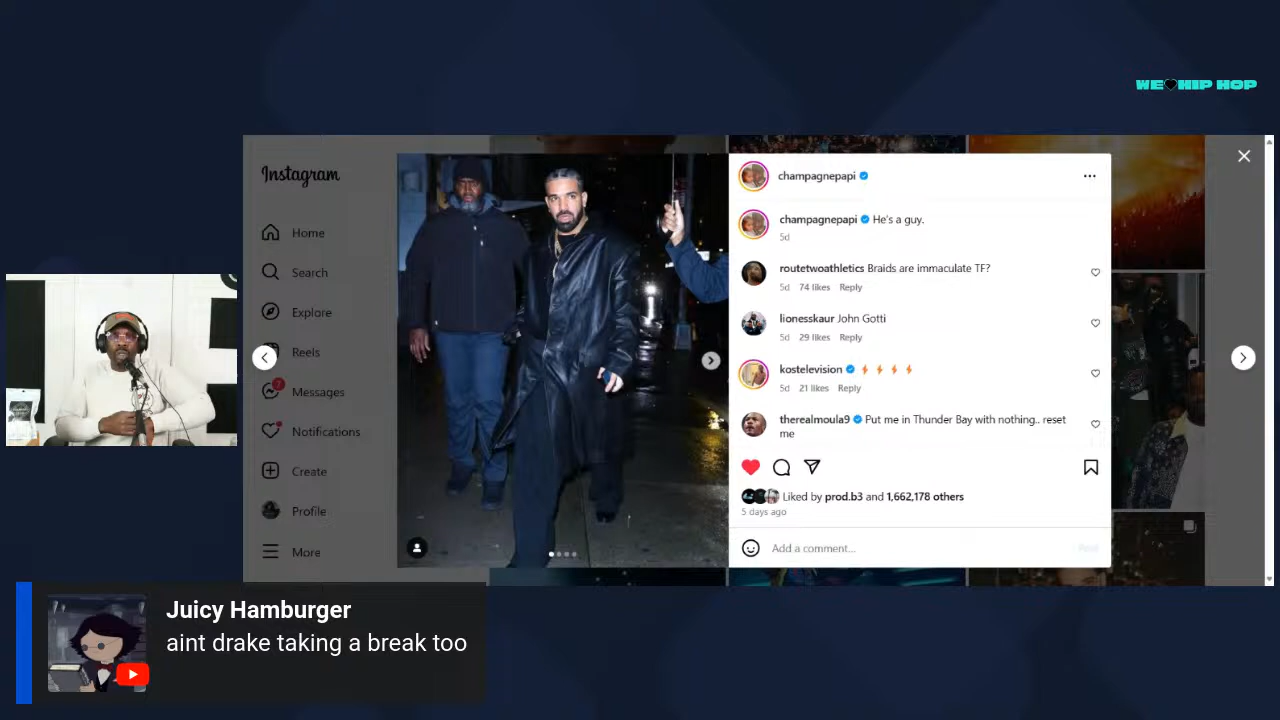 WE HIP HOP
Instagram
Home
Search
Explore
Reels
Messages
Notifications
Create
Profile
More
champagnepapi
champagnepapi He's a guy.
5d
routetwoathletics Braids are immaculate TF?
5d 74 likes Reply
lionesskaur John Gotti
5d 29 likes Reply
kostelevision
5d 21 likes Reply
therealmoula9 Put me in Thunder Bay with nothing.. reset
me
Liked by prod.b3 and 1,662,178 others
5 days ago
Add a comment...
Post
Juicy Hamburger
aint drake taking a break too